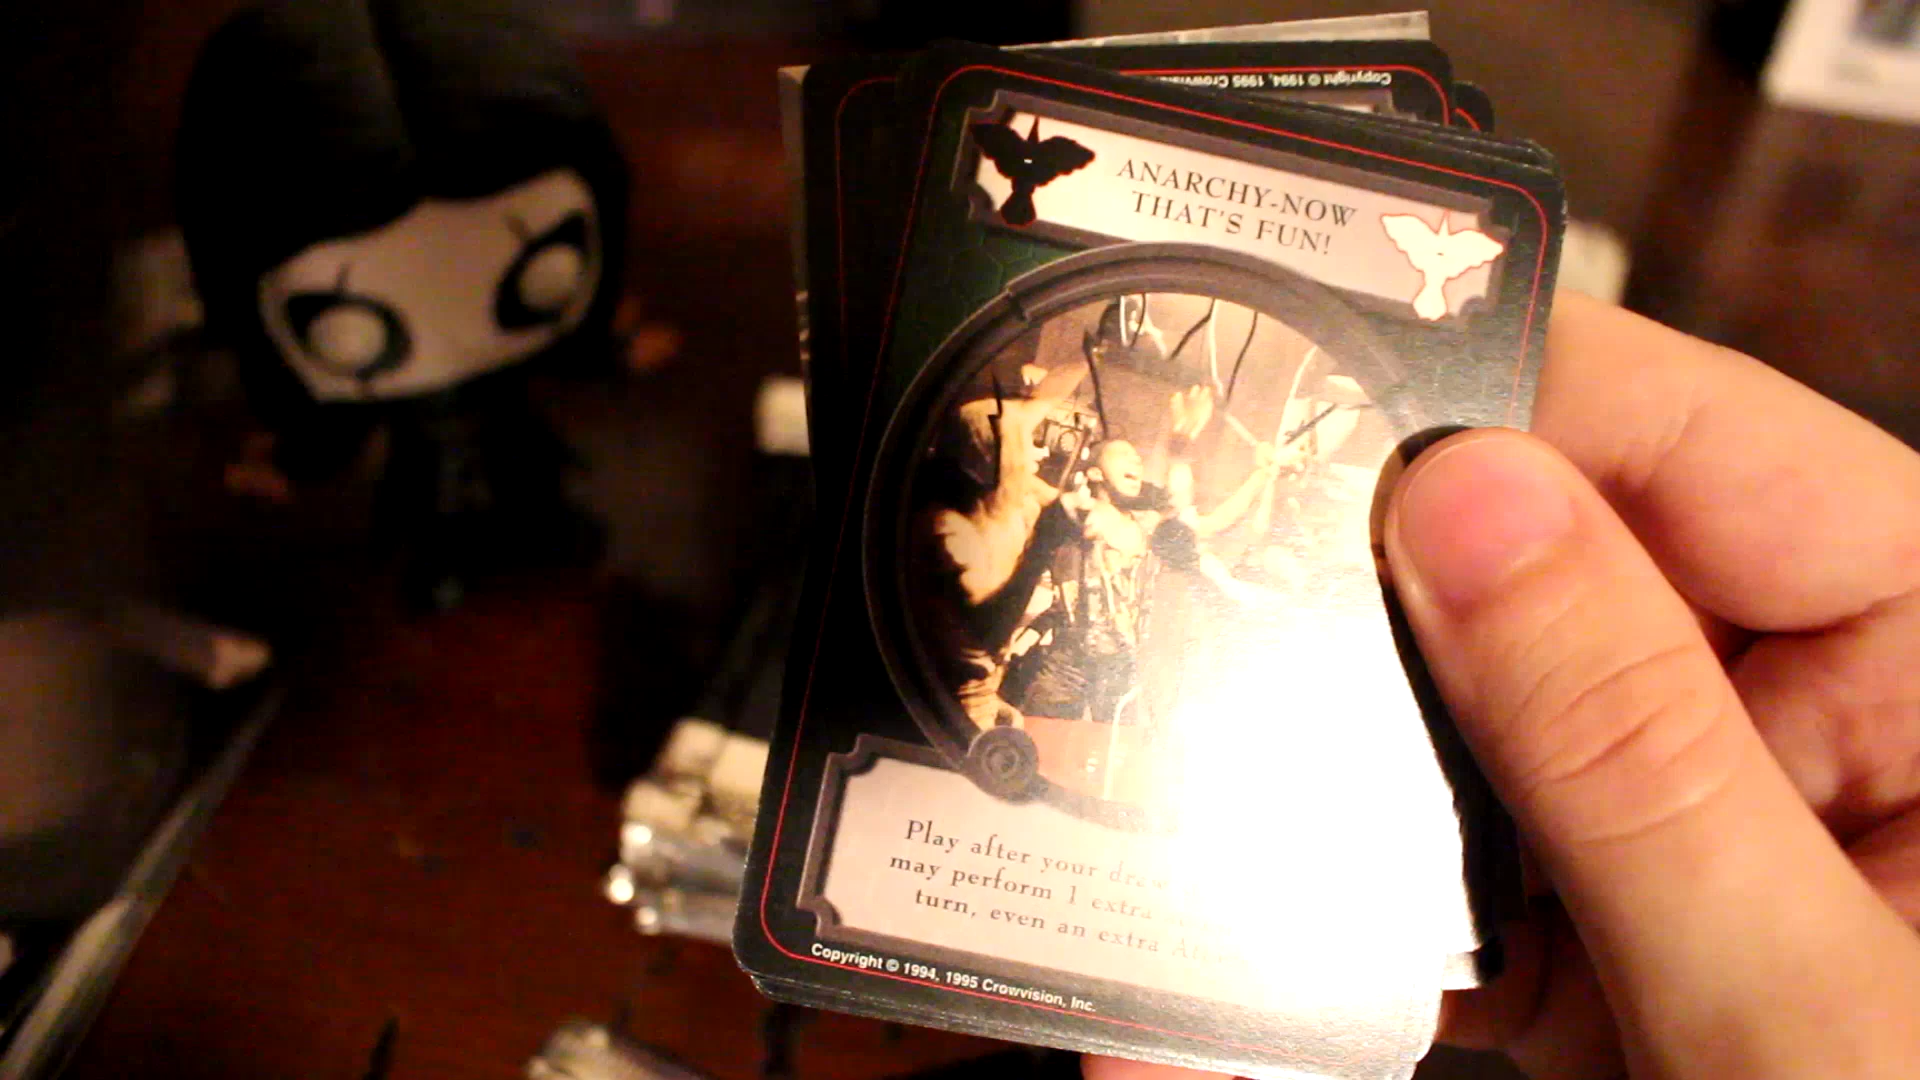 Copyright © 1994, 1995
ANARCHY-NOW
THAT'S FUN!
Play after your
may perform 1 extra
turn, even an extra
Copyright © 1994, 1995 Crowvision, Inc.